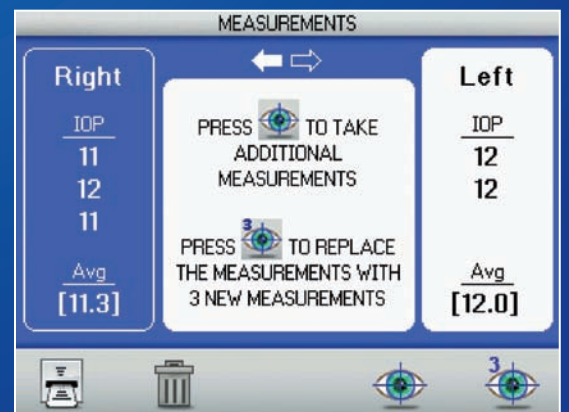 MEASUREMENTS
Right
IOP
11
12
11
Avg
[11.3]
PRESS TO TAKE
ADDITIONAL
MEASUREMENTS
PRESS 3 TO REPLACE
THE MEASUREMENTS WITH
3 NEW MEASUREMENTS
Left
IOP
12
12
Avg
[12.0]
3